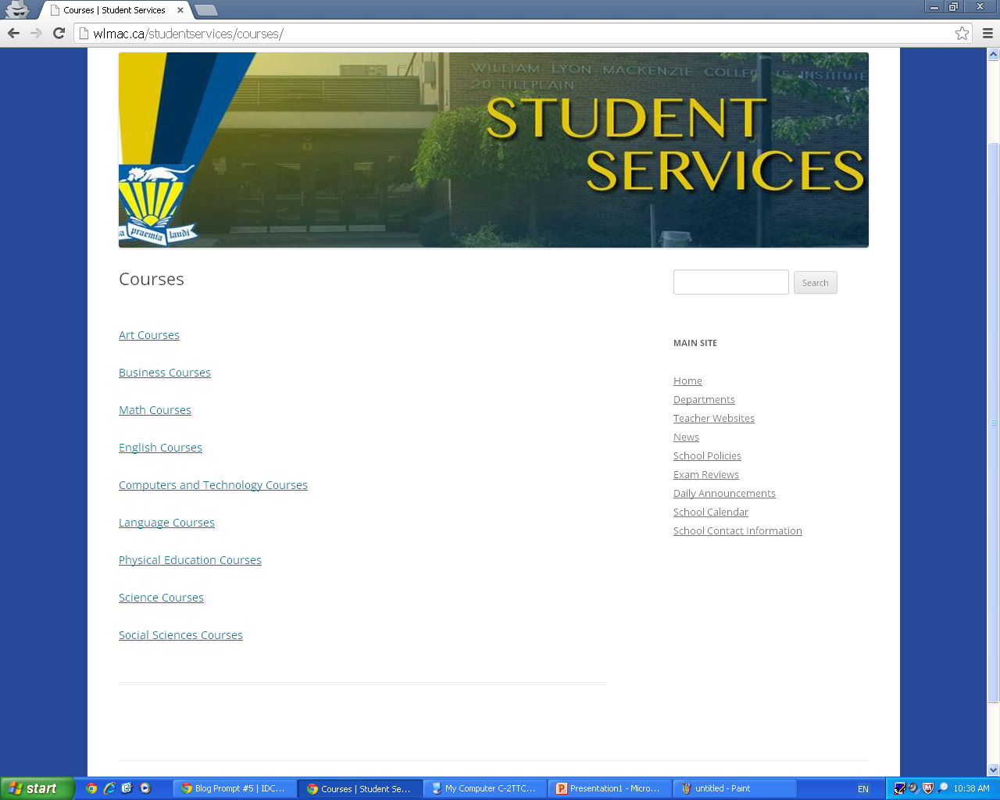 Courses | Student Services
wlmac.ca/studentservices/courses/
WILLIAM LYON MACKENZIE COLLEGIATE INSTITUTE
20 TILLPLAIN
STUDENT
SERVICES
praemia laudi
Courses
Search
Art Courses
MAIN SITE
Business Courses
Home
Departments
Math Courses
Teacher Websites
News
English Courses
School Policies
Exam Reviews
Computers and Technology Courses
Daily Announcements
School Calendar
Language Courses
School Contact Information
Physical Education Courses
Science Courses
Social Sciences Courses
start
Blog Prompt #5 | IDC...
Courses | Student Se...
My Computer C-2TTC...
Presentation1 - Micro...
untitled - Paint
EN
10:38 AM